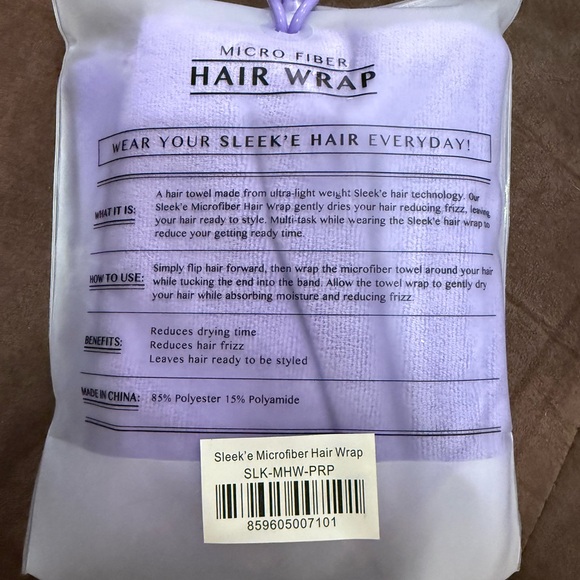 MICRO FIBER
HAIR WRAP
WEAR YOUR SLEEK'E HAIR EVERYDAY!
WHAT IT IS: A hair towel made from ultra-light weight Sleek'e hair technology. Our
Sleek'e Microfiber Hair Wrap gently dries your hair reducing frizz, leaving
your hair ready to style. Multi-task while wearing the Sleek'e hair wrap to
reduce your getting ready time.
HOW TO USE: Simply flip hair forward, then wrap the microfiber towel around your hair
while tucking the end into the band. Allow the towel wrap to gently dry
your hair while absorbing moisture and reducing frizz.
BENEFITS: Reduces drying time
Reduces hair frizz
Leaves hair ready to be styled
MADE IN CHINA: 85% Polyester 15% Polyamide
Sleek'e Microfiber Hair Wrap
SLK-MHW-PRP
859605007101